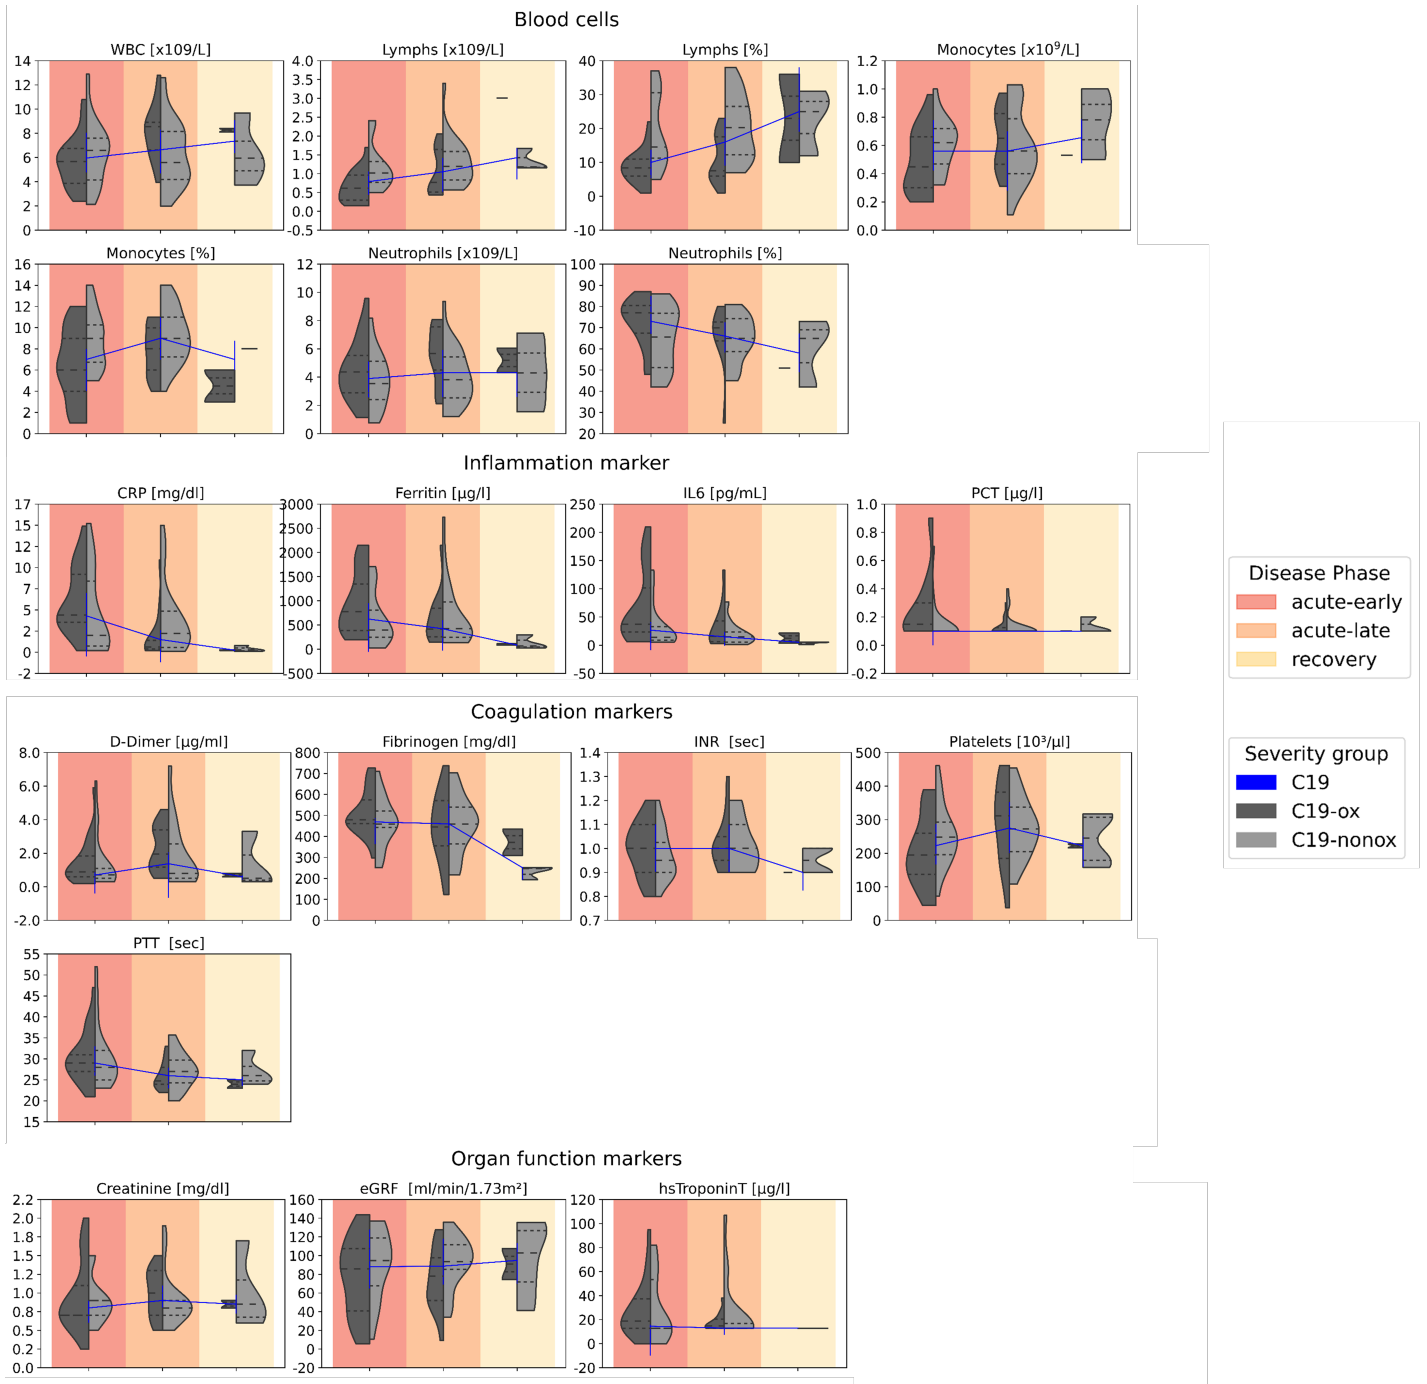 Blood cells
WBC [x109/L] Lymphs [x109/L] Lymphs [%] Monocytes [x10⁹/L]
14 12 10 8 6 4 2 0
4.0 3.0 2.0 1.5 1.0 1.5 0.5 0.0 -0.5
40 30 20 10 0 -10
1.2 1.0 0.8 0.6 0.4 0.2 0.0
Monocytes [%] Neutrophils [x109/L] Neutrophils [%]
16 14 12 10 8 6 4 2 0
12 10 8 6 4 2 0
100 90 80 70 60 50 40 30 20
Inflammation marker
CRP [mg/dl] Ferritin [µg/l] IL6 [pg/mL] PCT [µg/l]
17 15 12 10 7 5 2 0 -2
3000 2500 2000 1500 1000 500 0 -500
250 200 150 100 50 0 -50
1.0 0.8 0.6 0.4 0.2 0.0 -0.2
Disease Phase
acute-early
acute-late
recovery
Coagulation markers
D-Dimer [µg/ml] Fibrinogen [mg/dl] INR [sec] Platelets [10³/µl]
8.0 6.0 4.0 2.0 0.0 -2.0
800 700 600 500 400 300 200 100 0
1.4 1.3 1.2 1.1 1.0 0.9 0.8 0.7
500 400 300 200 100 0
Severity group
C19
C19-ox
C19-nonox
PTT [sec]
55 50 45 40 35 30 25 20 15
Organ function markers
Creatinine [mg/dl] eGRF [ml/min/1.73m²] hsTroponinT [µg/l]
2.2 2.0 1.8 1.5 1.2 1.0 0.8 0.5 0.2 0.0
160 140 120 100 80 60 40 20 0 -20
120 100 80 60 40 20 0 -20